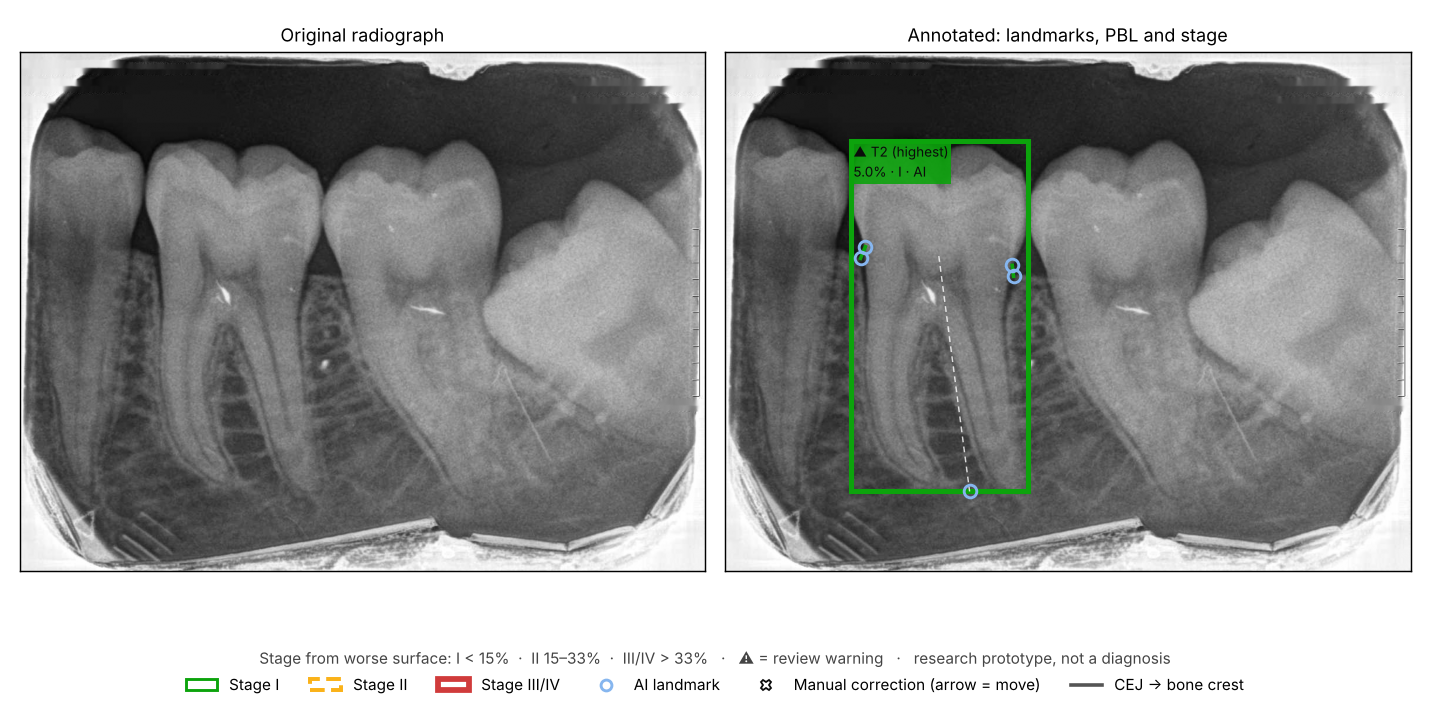 Original radiograph
Annotated: landmarks, PBL and stage
▲ T2 (highest)
5.0% · I · AI
Stage from worse surface: I < 15% · II 15–33% · III/IV > 33% · ⚠ = review warning · research prototype, not a diagnosis
Stage I
Stage II
Stage III/IV
AI landmark
Manual correction (arrow = move)
CEJ → bone crest